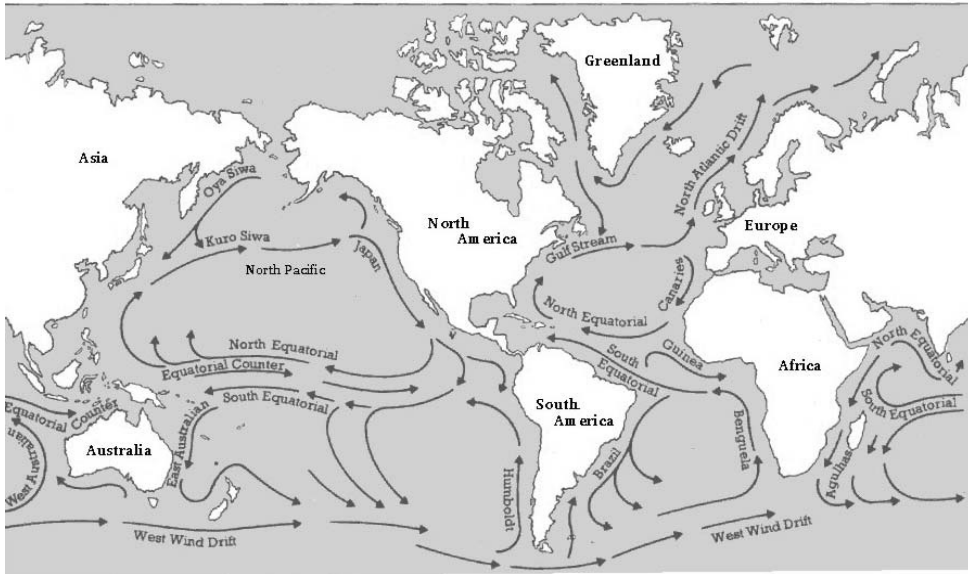 Greenland
Asia
Oya Siwa
North Atlantic Drift
North
America
Europe
Kuro Siwa
Japan
Gulf Stream
North Pacific
Canaries
North Equatorial
North Equatorial
North Equatorial
Guinea
Equatorial Counter
South
Equatorial
Africa
South Equatorial
South
America
South Equatorial
Equatorial Counter
Australia
East Australian
West Australian
Brazil
Benguela
Agulhas
Humboldt
West Wind Drift
West Wind Drift